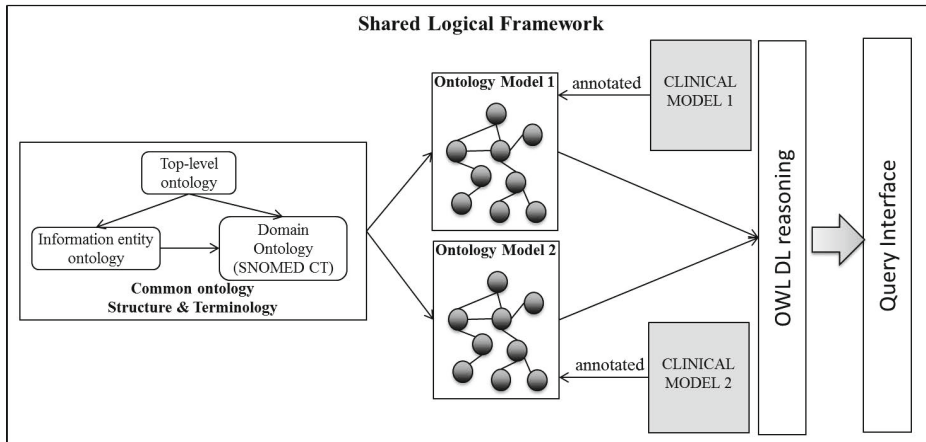 Shared Logical Framework
Top-level
ontology
Information entity
ontology
Domain
Ontology
(SNOMED CT)
Common ontology
Structure & Terminology
Ontology Model 1
annotated
CLINICAL
MODEL 1
Ontology Model 2
annotated
CLINICAL
MODEL 2
OWL DL reasoning
Query Interface